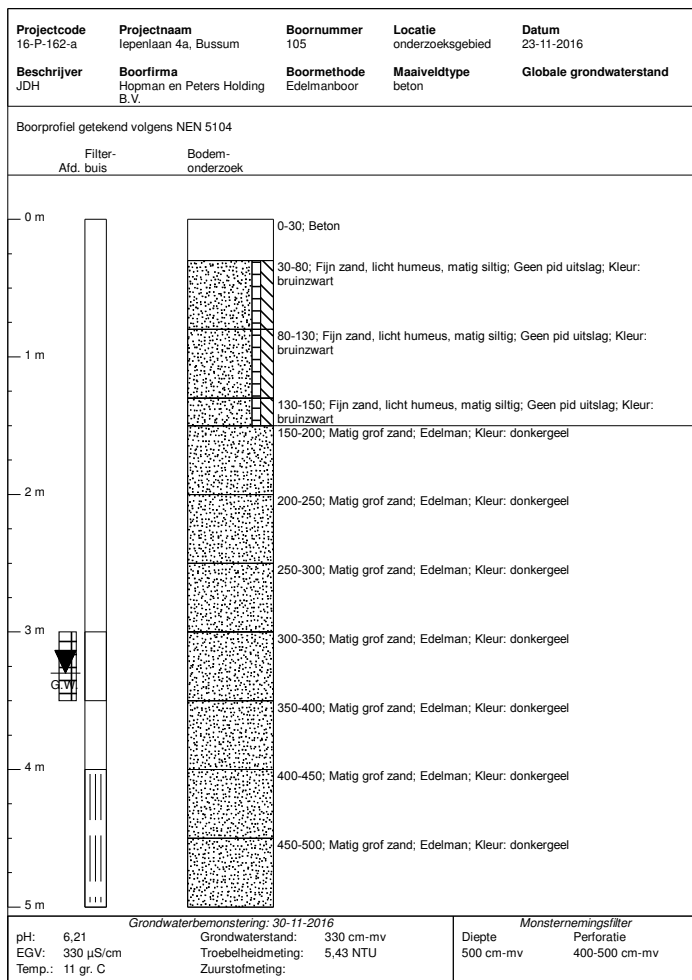 Projectcode Projectnaam Boornummer Locatie Datum
16-P-162-a Iepenlaan 4a, Bussum 105 onderzoeksgebied 23-11-2016
Beschrijver Boorfirma Boormethode Maaiveldtype Globale grondwaterstand
JDH Hopman en Peters Holding Edelmanboor beton
B.V.
Boorprofiel getekend volgens NEN 5104
Filter- Bodem-
Afd. buis onderzoek
0 m
0-30; Beton
30-80; Fijn zand, licht humeus, matig siltig; Geen pid uitslag; Kleur:
bruinzwart
80-130; Fijn zand, licht humeus, matig siltig; Geen pid uitslag; Kleur:
bruinzwart
1 m
130-150; Fijn zand, licht humeus, matig siltig; Geen pid uitslag; Kleur:
bruinzwart
150-200; Matig grof zand; Edelman; Kleur: donkergeel
2 m
200-250; Matig grof zand; Edelman; Kleur: donkergeel
250-300; Matig grof zand; Edelman; Kleur: donkergeel
3 m
300-350; Matig grof zand; Edelman; Kleur: donkergeel
G.W.
350-400; Matig grof zand; Edelman; Kleur: donkergeel
4 m
400-450; Matig grof zand; Edelman; Kleur: donkergeel
450-500; Matig grof zand; Edelman; Kleur: donkergeel
5 m
Grondwaterbemonstering: 30-11-2016 Monsternemingsfilter
pH: 6,21 Grondwaterstand: 330 cm-mv Diepte Perforatie
EGV: 330 µS/cm Troebelheidmeting: 5,43 NTU 500 cm-mv 400-500 cm-mv
Temp.: 11 gr. C Zuurstofmeting: